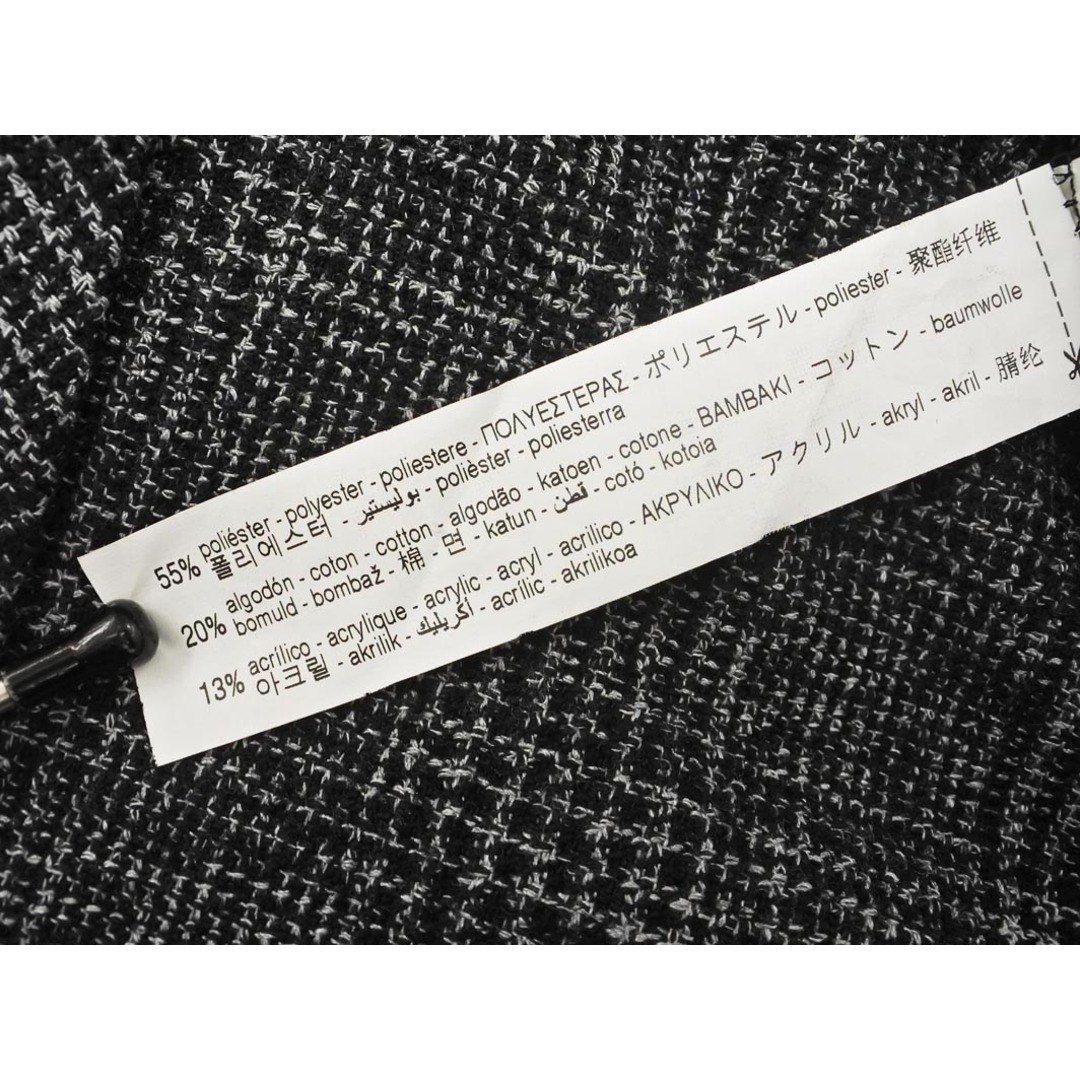 55% poliéster - polyester - poliestere - ΠΟΛΥΕΣΤΕΡΑΣ - ポリエステル - poliester - 聚酯纤维
폴리에스터 - بوليستير - polièster - poliesterra
20% algodón - coton - cotton - algodão - katoen - cotone - BAMBAKI - コットン - baumwolle
bomuld - bombaž - 棉 - 면 - katun - قطن - cotó - kotoia
13% acrílico - acrylique - acrylic - acryl - acrilico - ΑΚΡΥΛΙΚΟ - アクリル - akryl - akril - 腈纶
아크릴 - akrilik - أكريليك - acrílic - akrilikoa